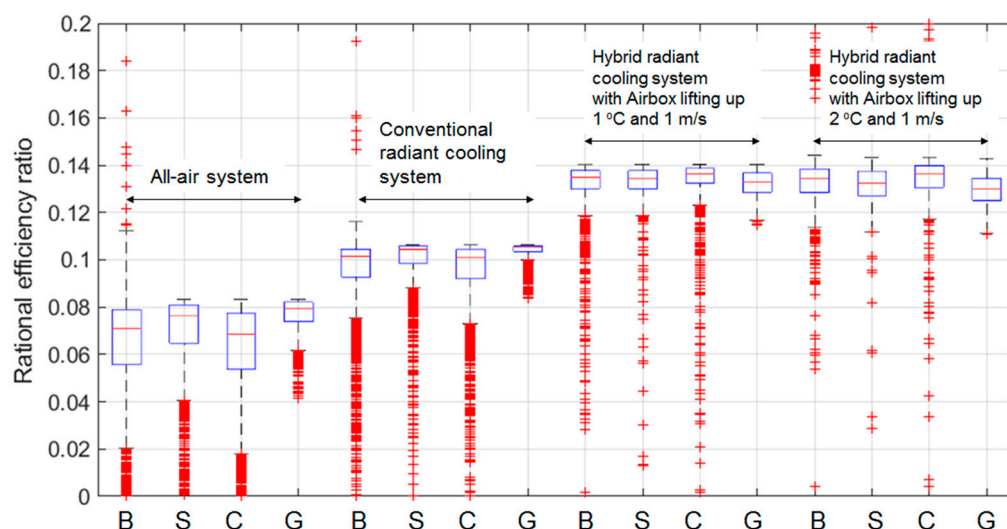 0.2
0.18
0.16
0.14
0.12
0.1
0.08
0.06
0.04
0.02
0
Rational efficiency ratio
All-air system
Conventional
radiant cooling
system
Hybrid radiant
cooling system
with Airbox lifting up
1 °C and 1 m/s
Hybrid radiant
cooling system
with Airbox lifting up
2 °C and 1 m/s
B S C G B S C G B S C G B S C G